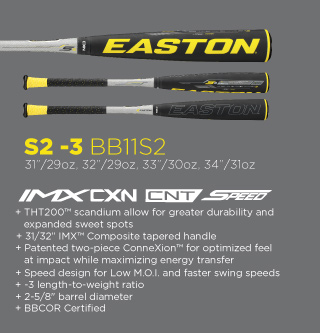 EASTON
EASTON
S2 -3 BB11S2
31"/29oz, 32"/29oz, 33"/30oz, 34"/31oz
IMX CXN CNT SPEED
+ THT200™ scandium allow for greater durability and
expanded sweet spots
+ 31/32" IMX™ Composite tapered handle
+ Patented two-piece ConneXion™ for optimized feel
at impact while maximizing energy transfer
+ Speed design for Low M.O.I. and faster swing speeds
+ -3 length-to-weight ratio
+ 2-5/8" barrel diameter
+ BBCOR Certified